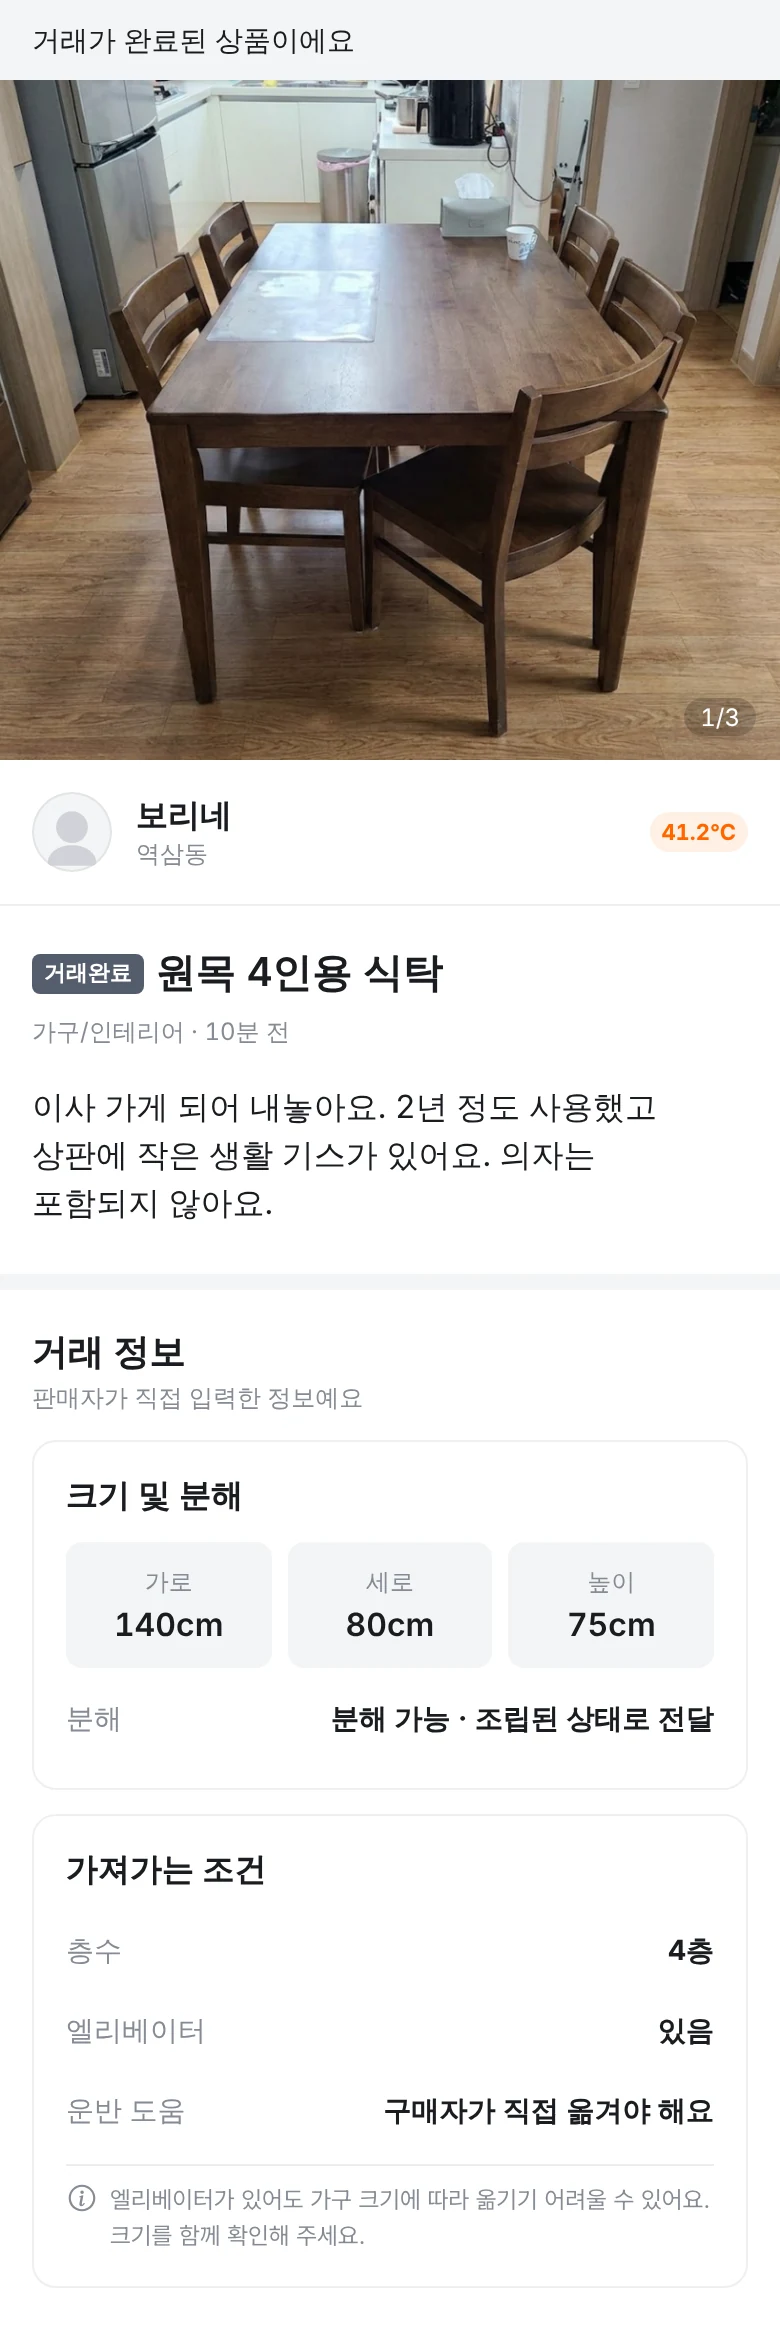 거래가 완료된 상품이에요
1/3
보리네
역삼동
41.2°C
거래완료 원목 4인용 식탁
가구/인테리어 · 10분 전
이사 가게 되어 내놓아요. 2년 정도 사용했고
상판에 작은 생활 기스가 있어요. 의자는
포함되지 않아요.
거래 정보
판매자가 직접 입력한 정보예요
크기 및 분해
가로 세로 높이
140cm 80cm 75cm
분해 분해 가능 · 조립된 상태로 전달
가져가는 조건
층수 4층
엘리베이터 있음
운반 도움 구매자가 직접 옮겨야 해요
엘리베이터가 있어도 가구 크기에 따라 옮기기 어려울 수 있어요.
크기를 함께 확인해 주세요.